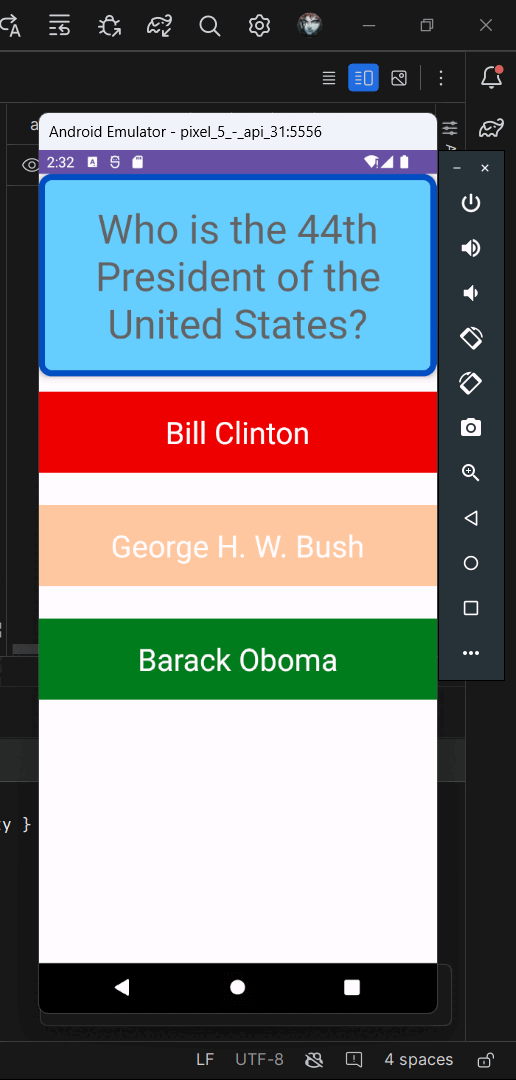 Android Emulator - pixel_5_-_api_31:5556
2:32
Who is the 44th
President of the
United States?
Bill Clinton
George H. W. Bush
Barack Oboma
ty }
LF UTF-8 4 spaces